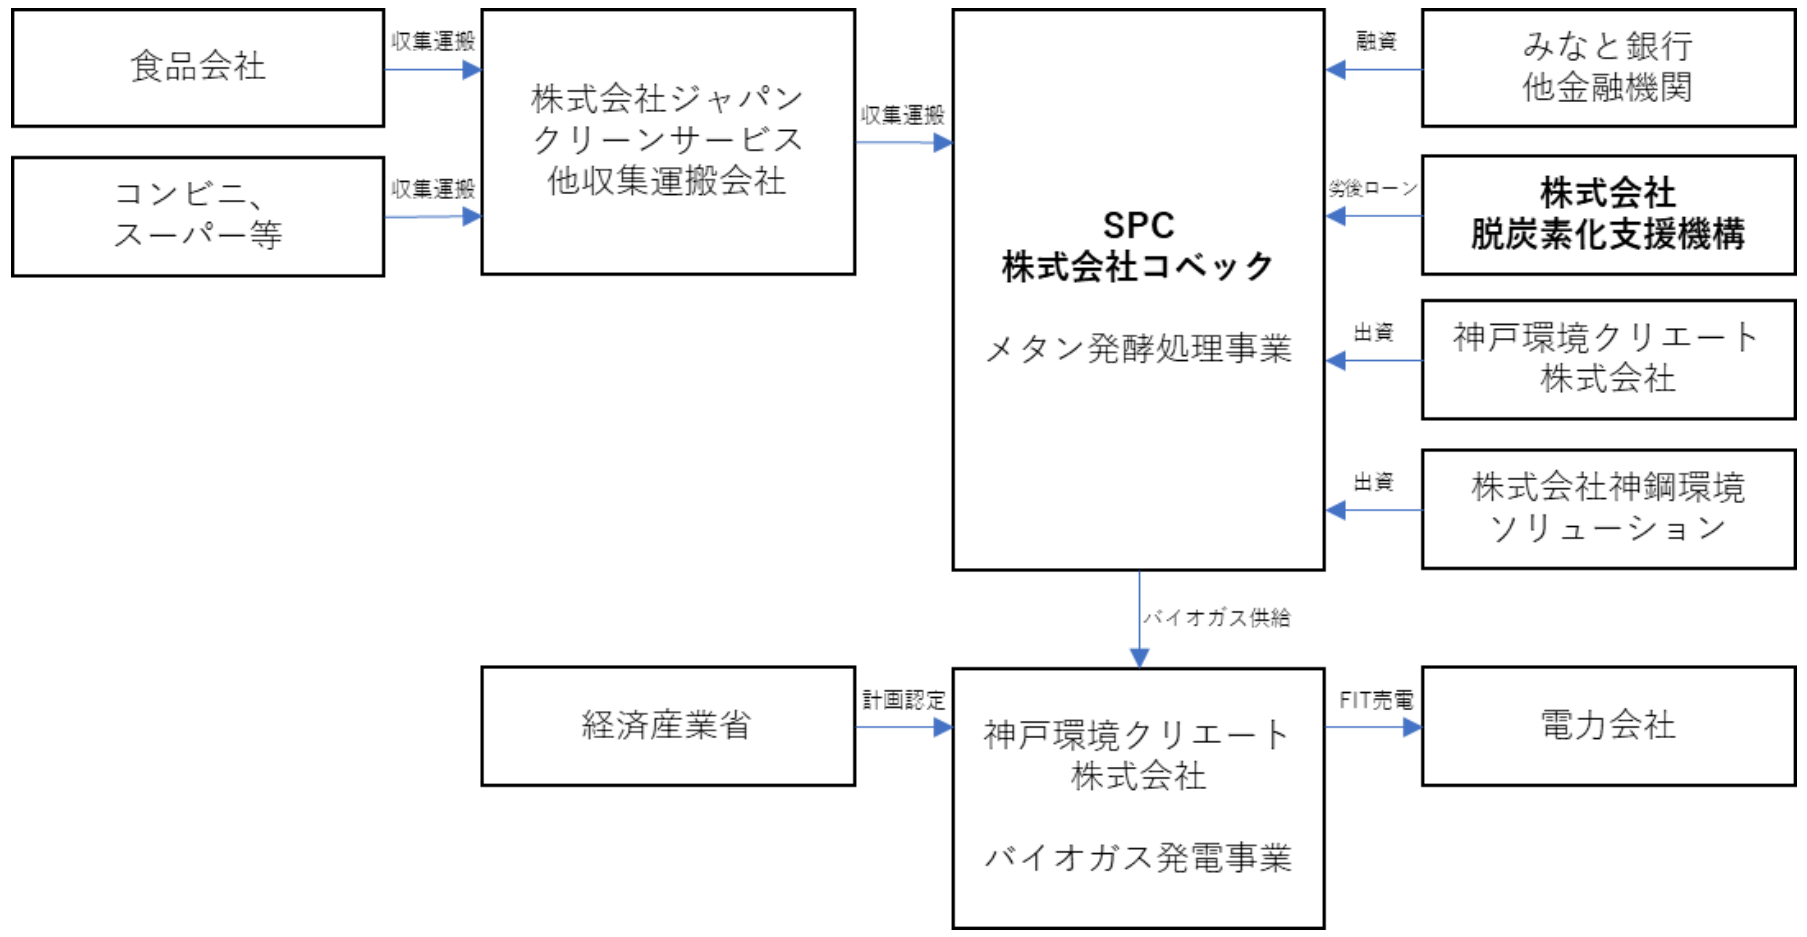 食品会社
収集運搬
コンビニ、
スーパー等
収集運搬
株式会社ジャパン
クリーンサービス
他収集運搬会社
収集運搬
SPC
株式会社コベック
メタン発酵処理事業
融資
みなと銀行
他金融機関
劣後ローン
株式会社
脱炭素化支援機構
出資
神戸環境クリエート
株式会社
出資
株式会社神鋼環境
ソリューション
バイオガス供給
経済産業省
計画認定
神戸環境クリエート
株式会社
バイオガス発電事業
FIT売電
電力会社